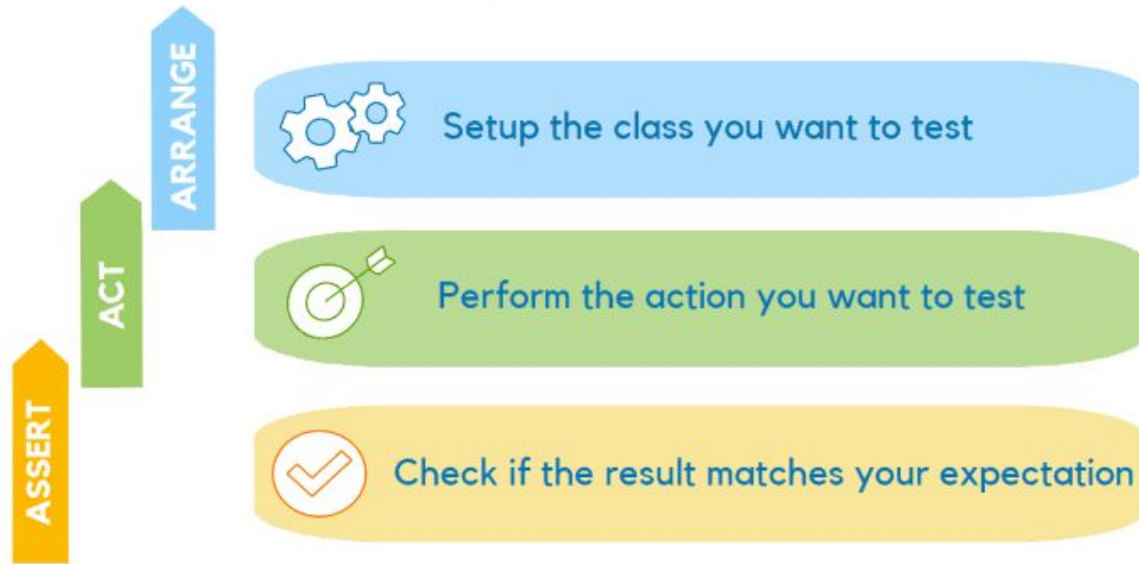 ARRANGE
Setup the class you want to test
ACT
Perform the action you want to test
ASSERT
Check if the result matches your expectation